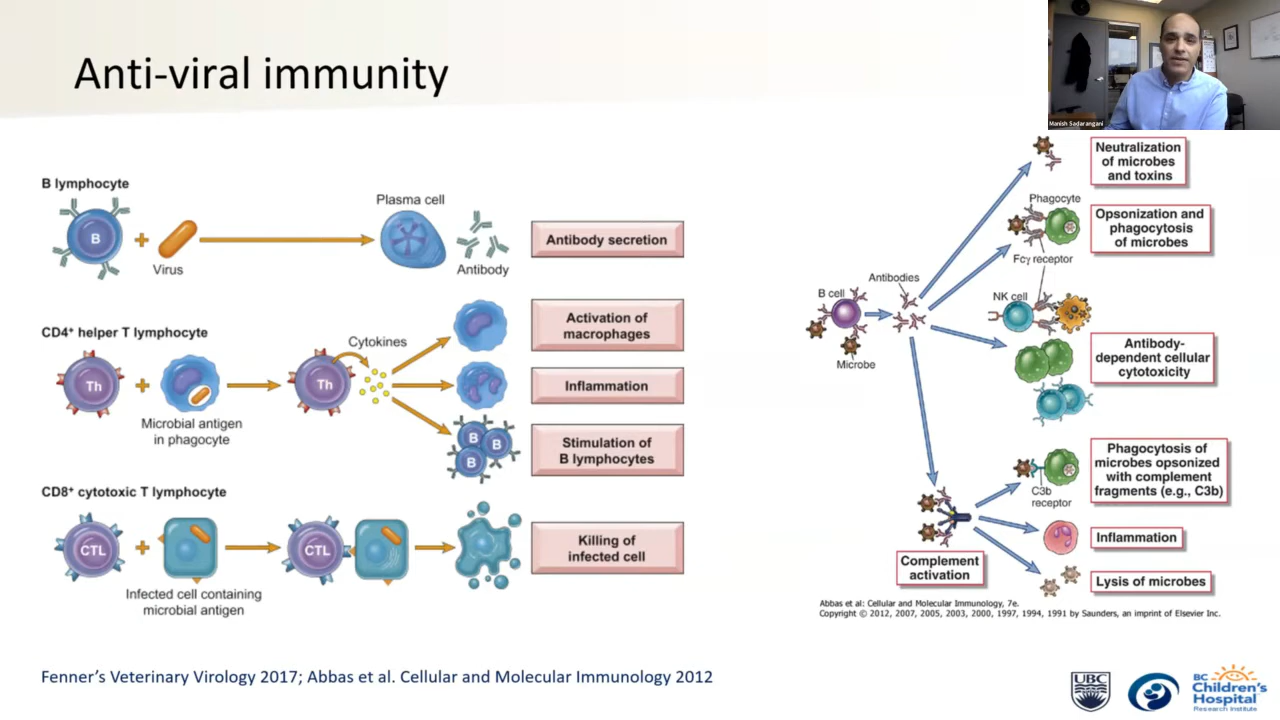 Anti-viral immunity
Manish Sadarangani
B lymphocyte
B
Virus
Plasma cell
Antibody
Antibody secretion
CD4+ helper T lymphocyte
Th
Microbial antigen
in phagocyte
Th
Cytokines
B
B
B
Activation of
macrophages
Inflammation
Stimulation of
B lymphocytes
CD8+ cytotoxic T lymphocyte
CTL
Infected cell containing
microbial antigen
CTL
Killing of
infected cell
B cell
Microbe
Antibodies
Neutralization
of microbes
and toxins
Phagocyte
Fcγ receptor
Opsonization and
phagocytosis
of microbes
NK cell
Antibody-
dependent cellular
cytotoxicity
C3b
receptor
Phagocytosis of
microbes opsonized
with complement
fragments (e.g., C3b)
Inflammation
Complement
activation
Lysis of microbes
Abbas et al: Cellular and Molecular Immunology, 7e.
Copyright © 2012, 2007, 2005, 2003, 2000, 1997, 1994, 1991 by Saunders, an imprint of Elsevier Inc.
Fenner's Veterinary Virology 2017; Abbas et al. Cellular and Molecular Immunology 2012
UBC
BC
Children's
Hospital
Research Institute